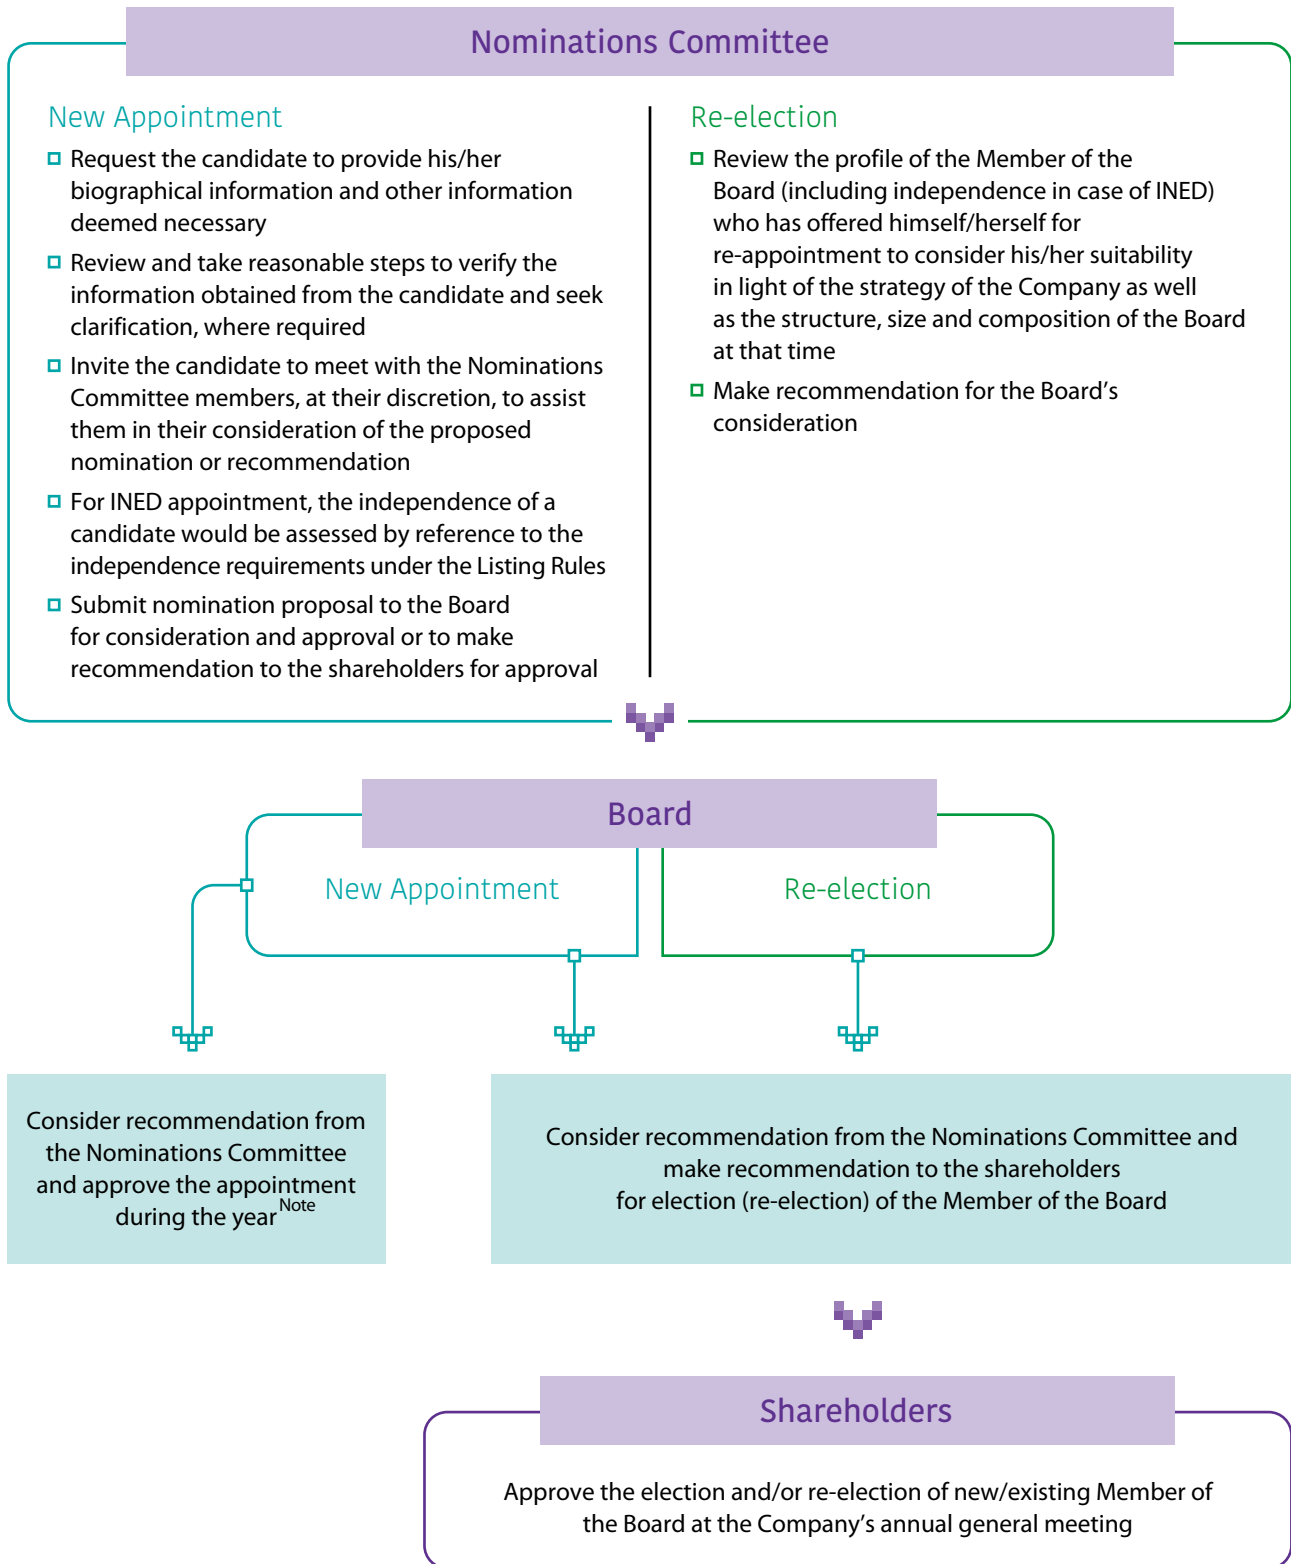 Nominations Committee
New Appointment
Request the candidate to provide his/her
biographical information and other information
deemed necessary
Review and take reasonable steps to verify the
information obtained from the candidate and seek
clarification, where required
Invite the candidate to meet with the Nominations
Committee members, at their discretion, to assist
them in their consideration of the proposed
nomination or recommendation
For INED appointment, the independence of a
candidate would be assessed by reference to the
independence requirements under the Listing Rules
Submit nomination proposal to the Board
for consideration and approval or to make
recommendation to the shareholders for approval
Re-election
Review the profile of the Member of the
Board (including independence in case of INED)
who has offered himself/herself for
re-appointment to consider his/her suitability
in light of the strategy of the Company as well
as the structure, size and composition of the Board
at that time
Make recommendation for the Board's
consideration
Board
New Appointment
Re-election
Consider recommendation from
the Nominations Committee
and approve the appointment
during the year Note
Consider recommendation from the Nominations Committee and
make recommendation to the shareholders
for election (re-election) of the Member of the Board
Shareholders
Approve the election and/or re-election of new/existing Member of
the Board at the Company's annual general meeting